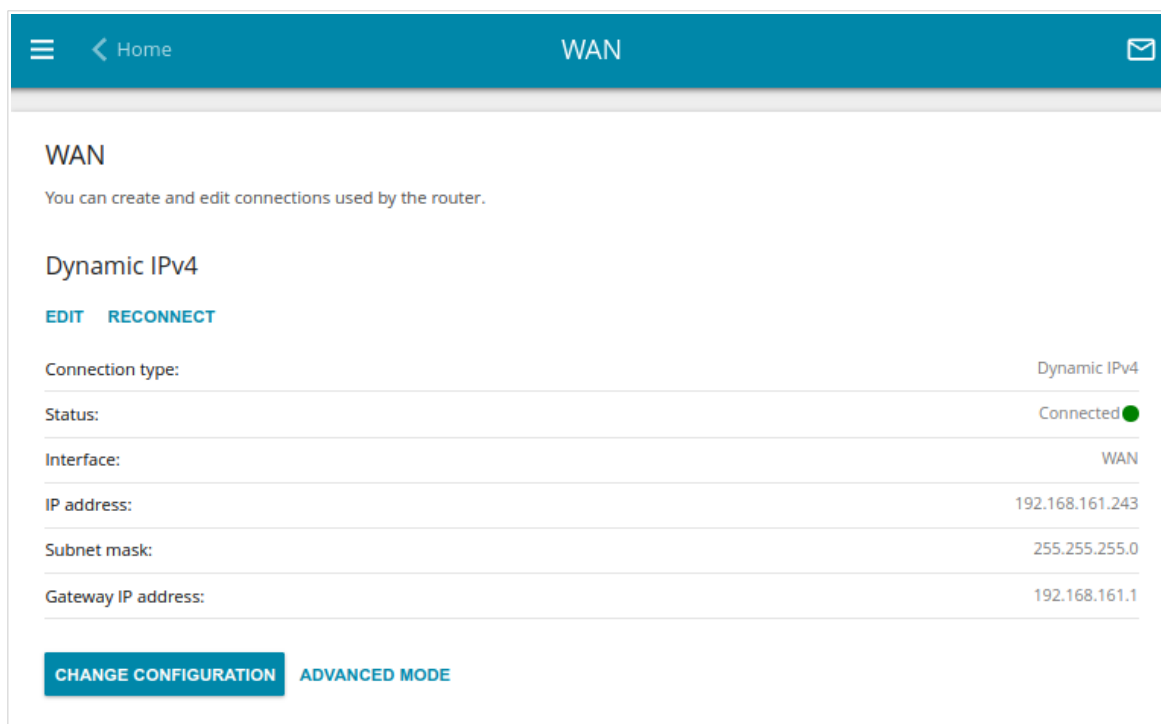 Home WAN
WAN
You can create and edit connections used by the router.
Dynamic IPv4
EDIT RECONNECT
Connection type: Dynamic IPv4
Status: Connected
Interface: WAN
IP address: 192.168.161.243
Subnet mask: 255.255.255.0
Gateway IP address: 192.168.161.1
CHANGE CONFIGURATION ADVANCED MODE